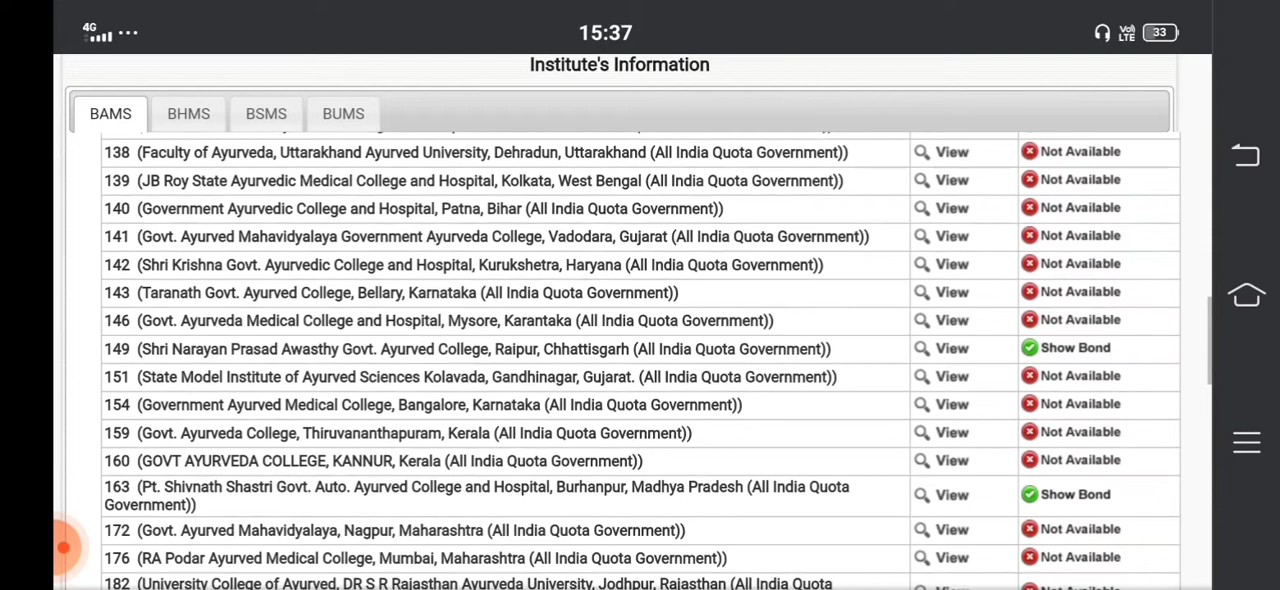 4G 15:37 VoI) LTE 33
Institute's Information
BAMS BHMS BSMS BUMS
138 (Faculty of Ayurveda, Uttarakhand Ayurved University, Dehradun, Uttarakhand (All India Quota Government)) View Not Available
139 (JB Roy State Ayurvedic Medical College and Hospital, Kolkata, West Bengal (All India Quota Government)) View Not Available
140 (Government Ayurvedic College and Hospital, Patna, Bihar (All India Quota Government)) View Not Available
141 (Govt. Ayurved Mahavidyalaya Government Ayurveda College, Vadodara, Gujarat (All India Quota Government)) View Not Available
142 (Shri Krishna Govt. Ayurvedic College and Hospital, Kurukshetra, Haryana (All India Quota Government)) View Not Available
143 (Taranath Govt. Ayurved College, Bellary, Karnataka (All India Quota Government)) View Not Available
146 (Govt. Ayurveda Medical College and Hospital, Mysore, Karantaka (All India Quota Government)) View Not Available
149 (Shri Narayan Prasad Awasthy Govt. Ayurved College, Raipur, Chhattisgarh (All India Quota Government)) View Show Bond
151 (State Model Institute of Ayurved Sciences Kolavada, Gandhinagar, Gujarat. (All India Quota Government)) View Not Available
154 (Government Ayurved Medical College, Bangalore, Karnataka (All India Quota Government)) View Not Available
159 (Govt. Ayurveda College, Thiruvananthapuram, Kerala (All India Quota Government)) View Not Available
160 (GOVT AYURVEDA COLLEGE, KANNUR, Kerala (All India Quota Government)) View Not Available
163 (Pt. Shivnath Shastri Govt. Auto. Ayurved College and Hospital, Burhanpur, Madhya Pradesh (All India Quota
Government)) View Show Bond
172 (Govt. Ayurved Mahavidyalaya, Nagpur, Maharashtra (All India Quota Government)) View Not Available
176 (RA Podar Ayurved Medical College, Mumbai, Maharashtra (All India Quota Government)) View Not Available
182 (University College of Ayurved, DR S R Rajasthan Ayurveda University, Jodhpur, Rajasthan (All India Quota